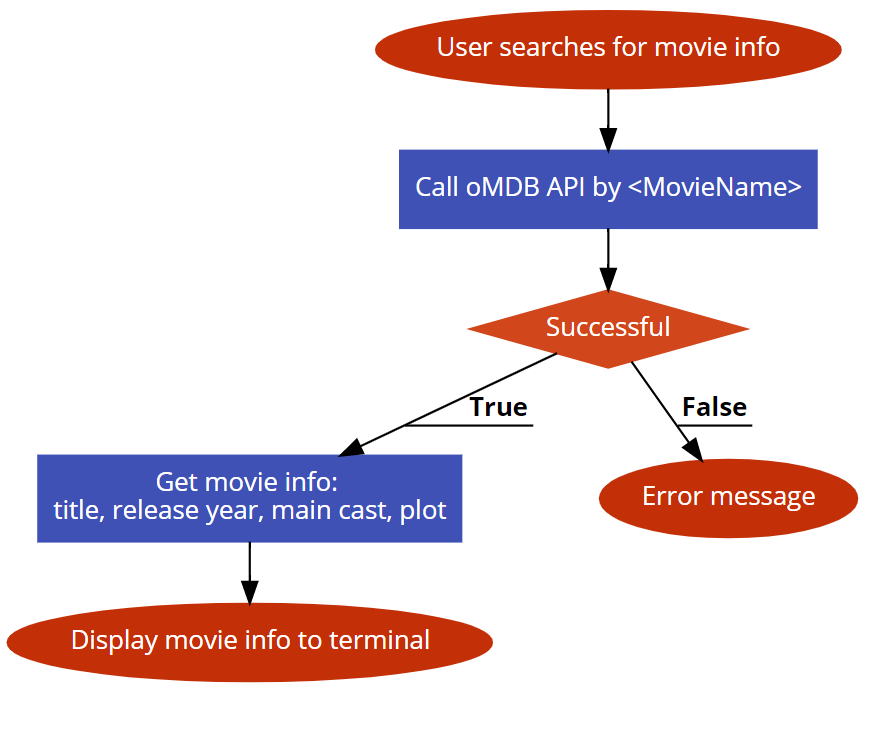 User searches for movie info
Call oMDB API by <MovieName>
Successful
True
False
Get movie info:
title, release year, main cast, plot
Error message
Display movie info to terminal